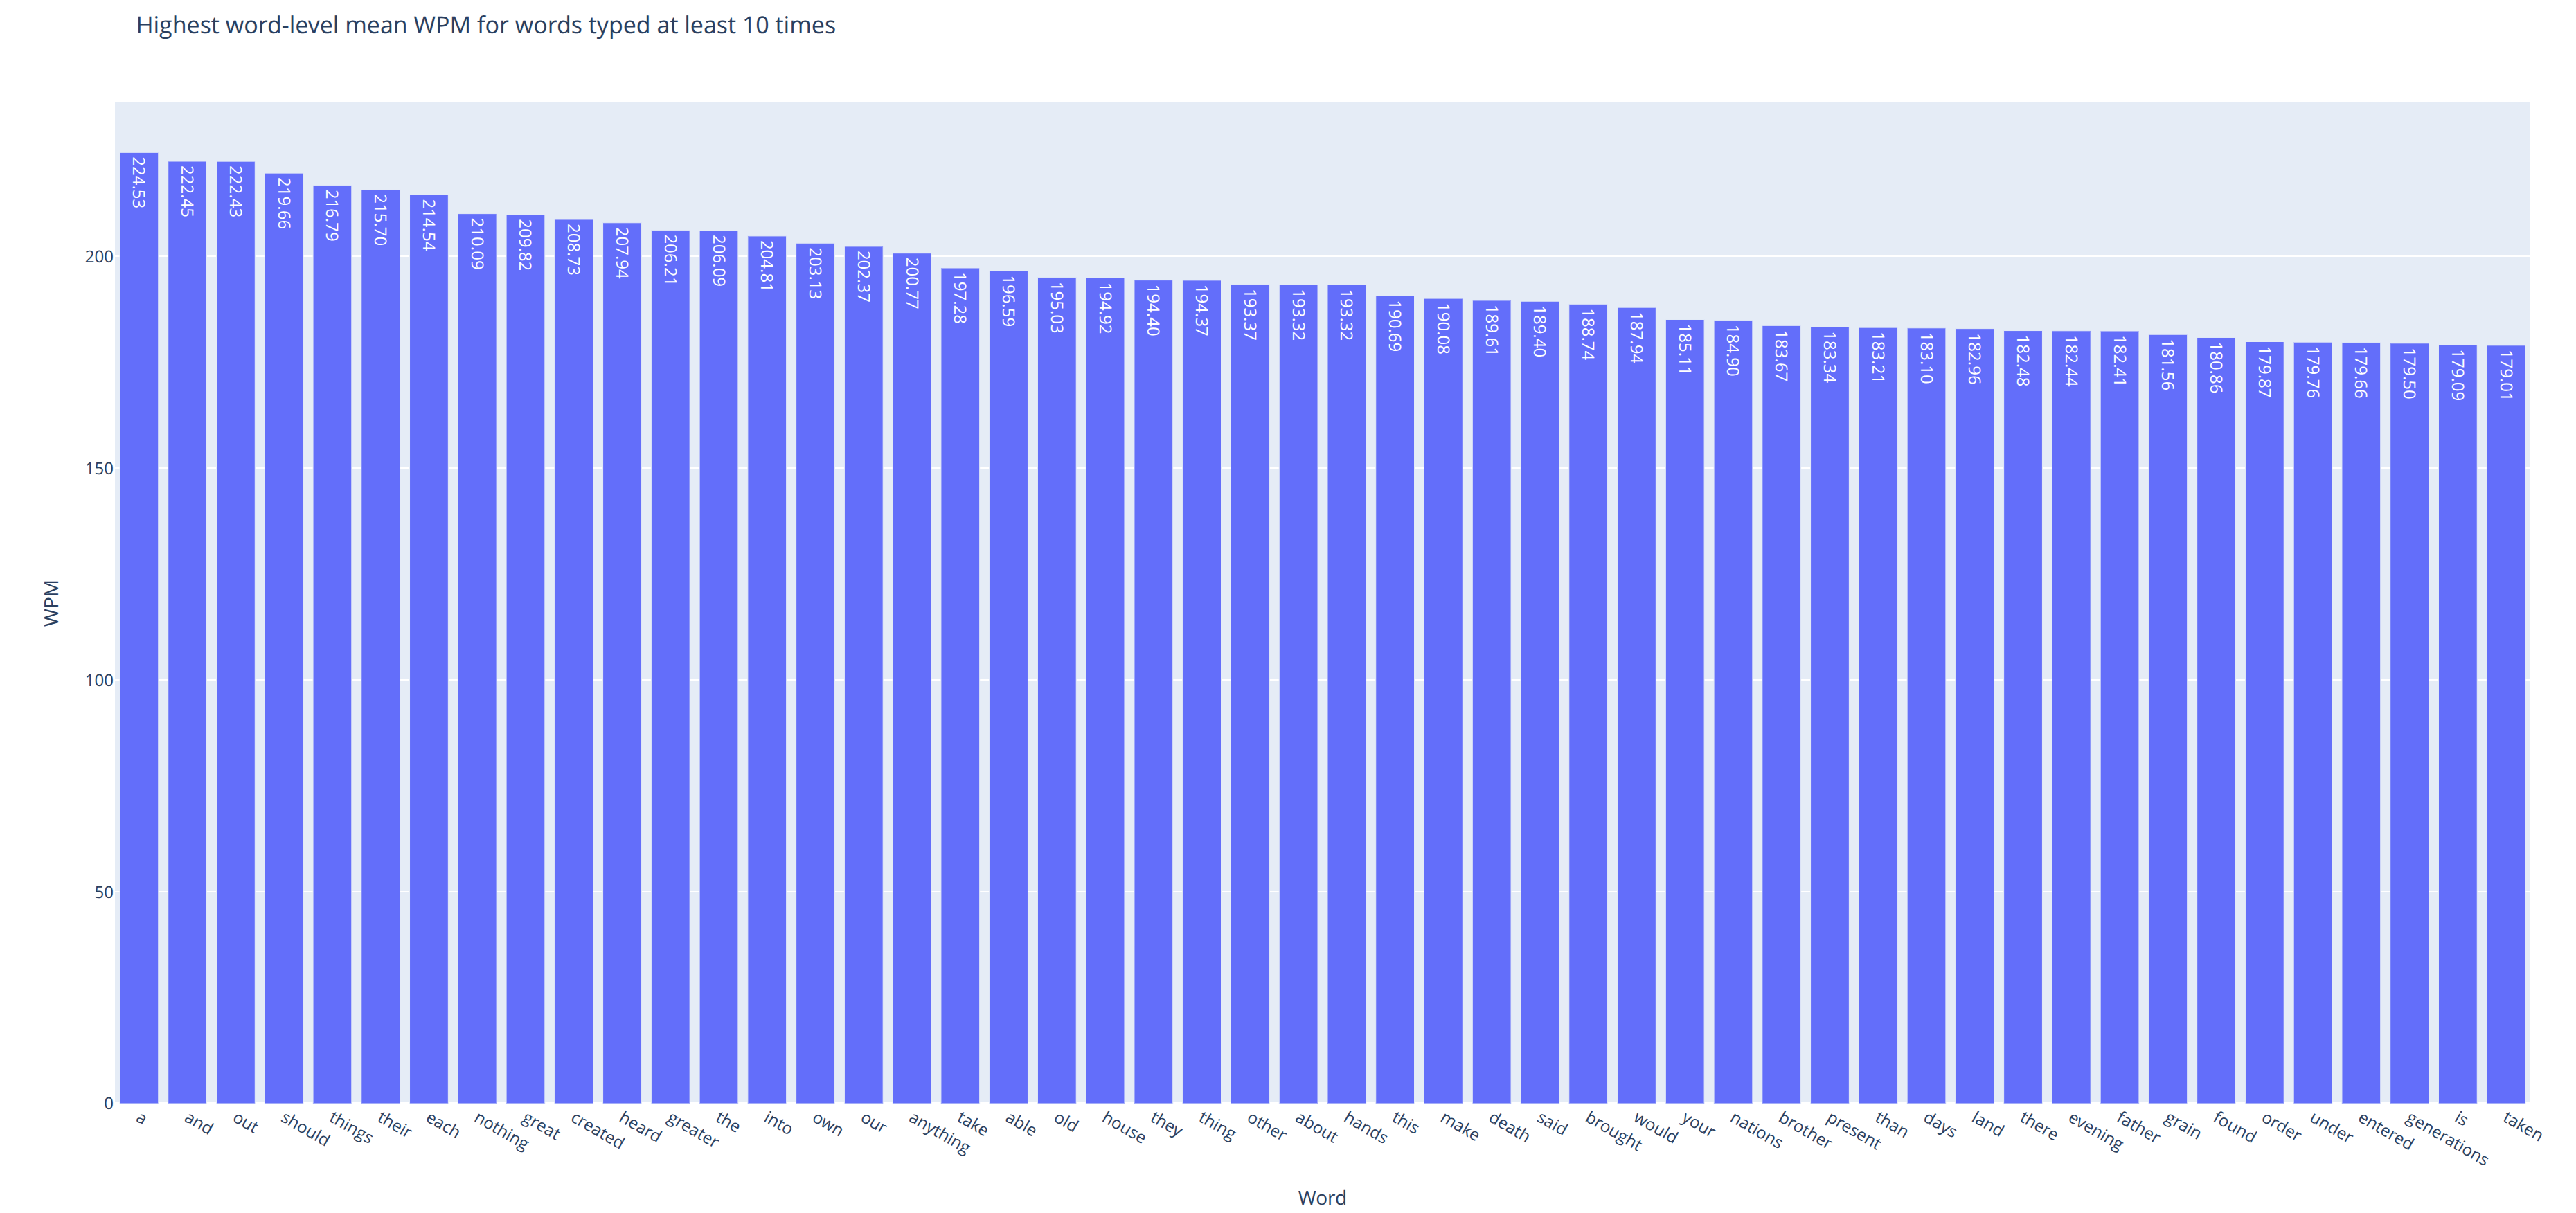 Highest word-level mean WPM for words typed at least 10 times
WPM
200
150
100
50
0
224.53
222.45
222.43
219.66
216.79
215.70
214.54
210.09
209.82
208.73
207.94
206.21
206.09
204.81
203.13
202.37
200.77
197.28
196.59
195.03
194.92
194.40
194.37
193.37
193.32
193.32
190.69
190.08
189.61
189.40
188.74
187.94
185.11
184.90
183.67
183.34
183.21
183.10
182.96
182.48
182.44
182.41
181.56
180.86
179.87
179.76
179.66
179.50
179.09
179.01
a
and
out
should
things
their
each
nothing
great
created
heard
greater
the
into
own
our
anything
take
able
old
house
they
thing
other
about
hands
this
make
death
said
brought
would
your
nations
brother
present
than
days
land
there
evening
father
grain
found
order
under
entered
generations
is
taken
Word